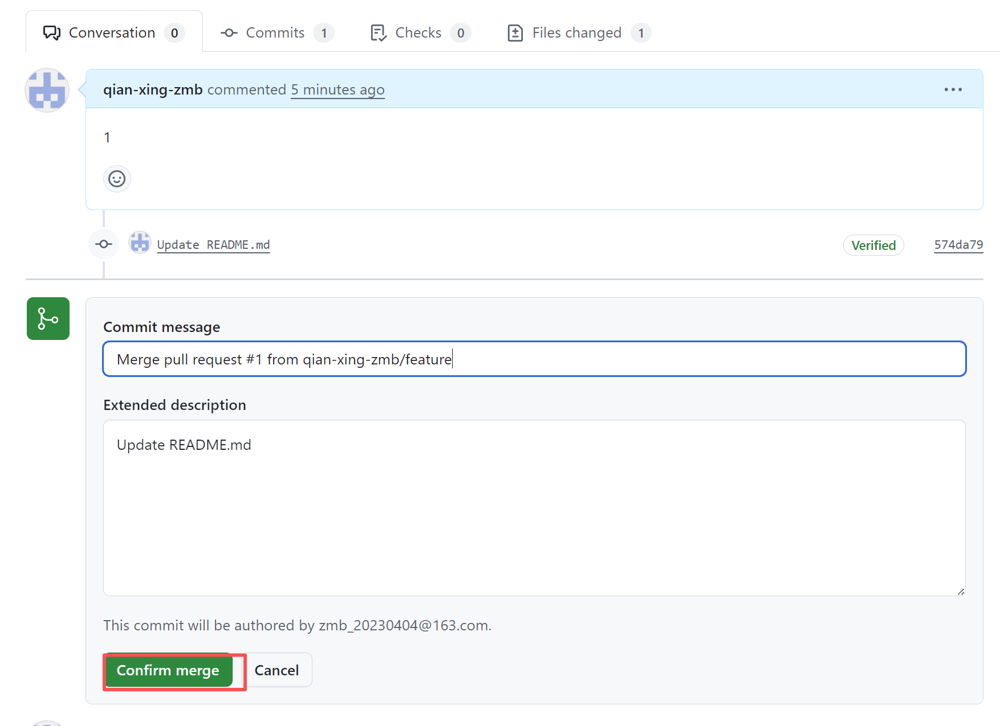 Conversation 0 Commits 1 Checks 0 Files changed 1
qian-xing-zmb commented 5 minutes ago
1
Update README.md Verified 574da79
Commit message
Merge pull request #1 from qian-xing-zmb/feature
Extended description
Update README.md
This commit will be authored by zmb_20230404@163.com.
Confirm merge Cancel